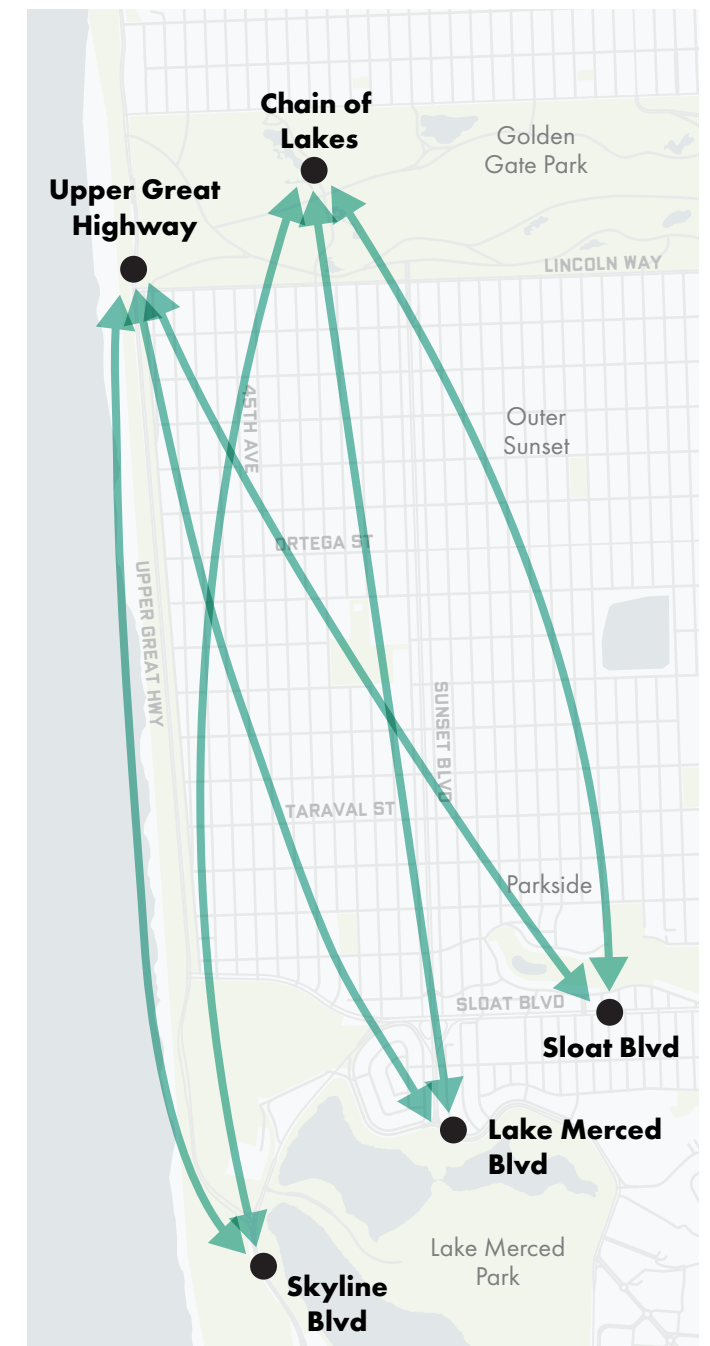 Chain of
Lakes
Golden
Gate Park
Upper Great
Highway
LINCOLN WAY
45TH AVE
Outer
Sunset
ORTEGA ST
UPPER GREAT HWY
SUNSET BLVD
TARAVAL ST
Parkside
SLOAT BLVD
Sloat Blvd
Lake Merced
Blvd
Lake Merced
Park
Skyline
Blvd